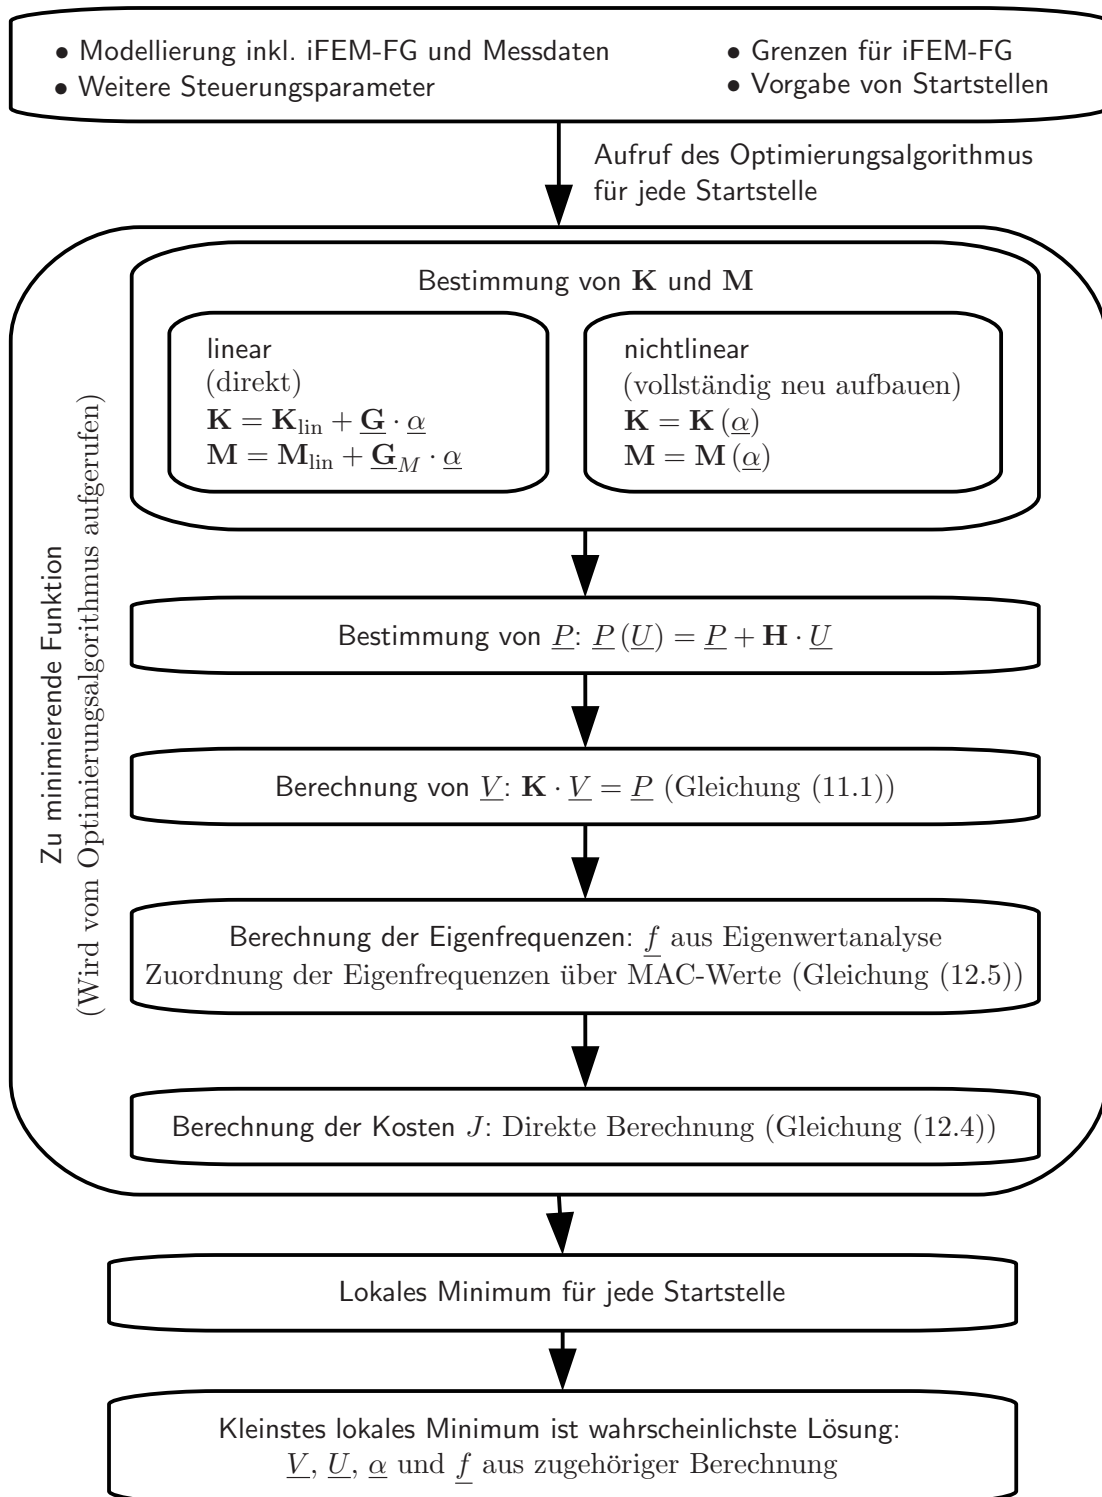 • Modellierung inkl. iFEM-FG und Messdaten
• Weitere Steuerungsparameter
• Grenzen für iFEM-FG
• Vorgabe von Startstellen
Aufruf des Optimierungsalgorithmus
für jede Startstelle
Zu minimierende Funktion
(Wird vom Optimierungsalgorithmus aufgerufen)
Bestimmung von K und M
linear
(direkt)
K = K_lin + G · α
M = M_lin + G_M · α
nichtlinear
(vollständig neu aufbauen)
K = K (α)
M = M (α)
Bestimmung von P: P (U) = P + H · U
Berechnung von V: K · V = P (Gleichung (11.1))
Berechnung der Eigenfrequenzen: f aus Eigenwertanalyse
Zuordnung der Eigenfrequenzen über MAC-Werte (Gleichung (12.5))
Berechnung der Kosten J: Direkte Berechnung (Gleichung (12.4))
Lokales Minimum für jede Startstelle
Kleinstes lokales Minimum ist wahrscheinlichste Lösung:
V, U, α und f aus zugehöriger Berechnung